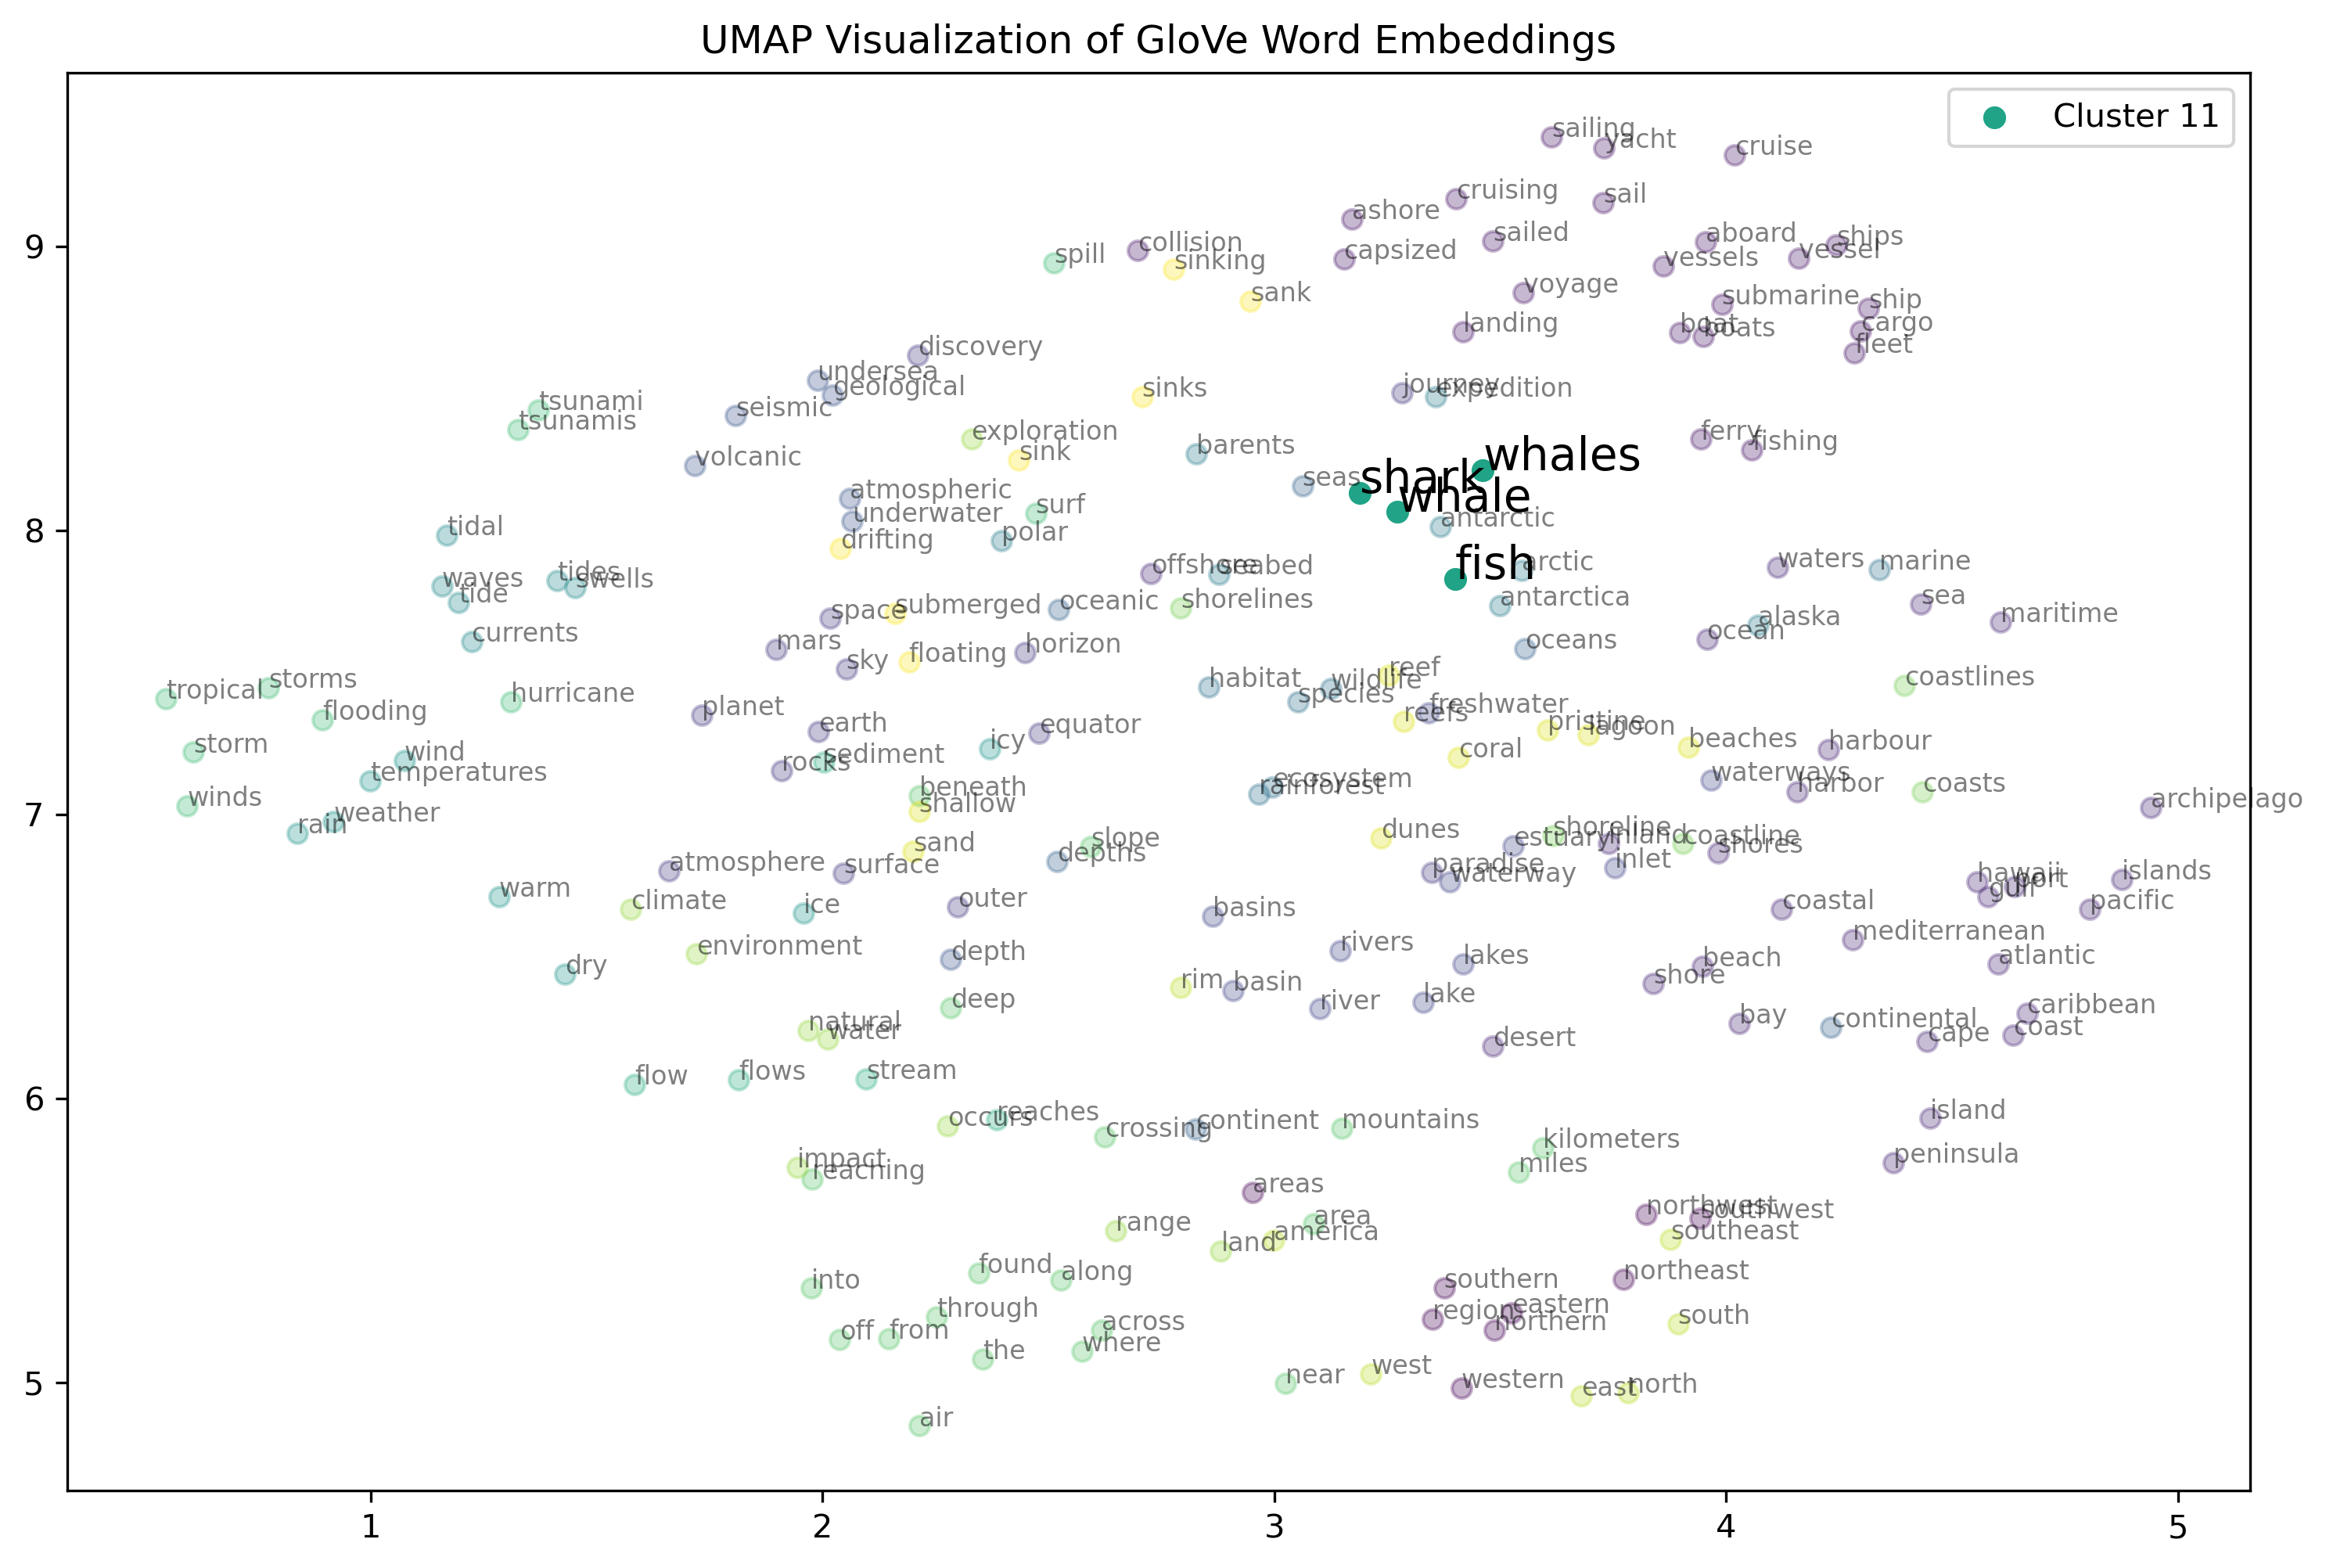 UMAP Visualization of GloVe Word Embeddings
Cluster 11
sailing
yacht
cruise
cruising
sail
ashore
sailed
aboard
ships
collision
capsized
vessel
spill
sinking
vessels
voyage
sank
submarine
ship
landing
boat
boats
cargo
fleet
discovery
undersea
geological
journey
expedition
sinks
tsunami
tsunamis
seismic
exploration
ferry
fishing
sink
barents
volcanic
whales
shark
seas
whale
atmospheric
surf
underwater
antarctic
tidal
polar
drifting
offshore
seabed
fish
arctic
waters
marine
waves
tides
swells
tide
space
submerged
oceanic
shorelines
antarctica
sea
maritime
currents
mars
sky
floating
horizon
oceans
ocean
alaska
tropical
storms
hurricane
habitat
wildlife
reef
species
coastlines
flooding
planet
earth
equator
reefs
freshwater
pristine
lagoon
storm
wind
temperatures
rocks
sediment
icy
coral
beaches
harbour
winds
weather
rain
beneath
shallow
rainforest
ecosystem
waterways
harbor
coasts
archipelago
sand
slope
depths
dunes
estuary
shoreline
inland
coastline
shores
atmosphere
surface
paradise
waterway
inlet
hawaii
gulf
port
islands
warm
climate
ice
outer
basins
coastal
pacific
environment
depth
rivers
lakes
mediterranean
dry
rim
basin
beach
shore
atlantic
deep
river
lake
natural
water
desert
bay
continental
cape
caribbean
coast
flow
flows
stream
occurs
reaches
crossing
continent
mountains
island
impact
reaching
kilometers
miles
peninsula
areas
range
land
america
area
northwest
southwest
southeast
found
into
along
southern
northeast
through
region
eastern
northern
south
off
from
across
where
the
near
west
western
east
north
air
9
8
7
6
5
1
2
3
4
5